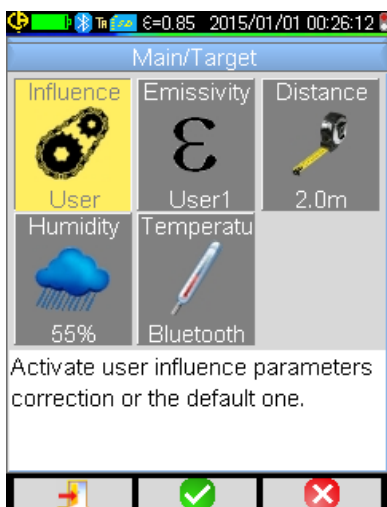 ε=0.85 2015/01/01 00:26:12
Main/Target
Influence Emissivity Distance
ε
User User1 2.0m
Humidity Temperatu
55% Bluetooth
Activate user influence parameters
correction or the default one.